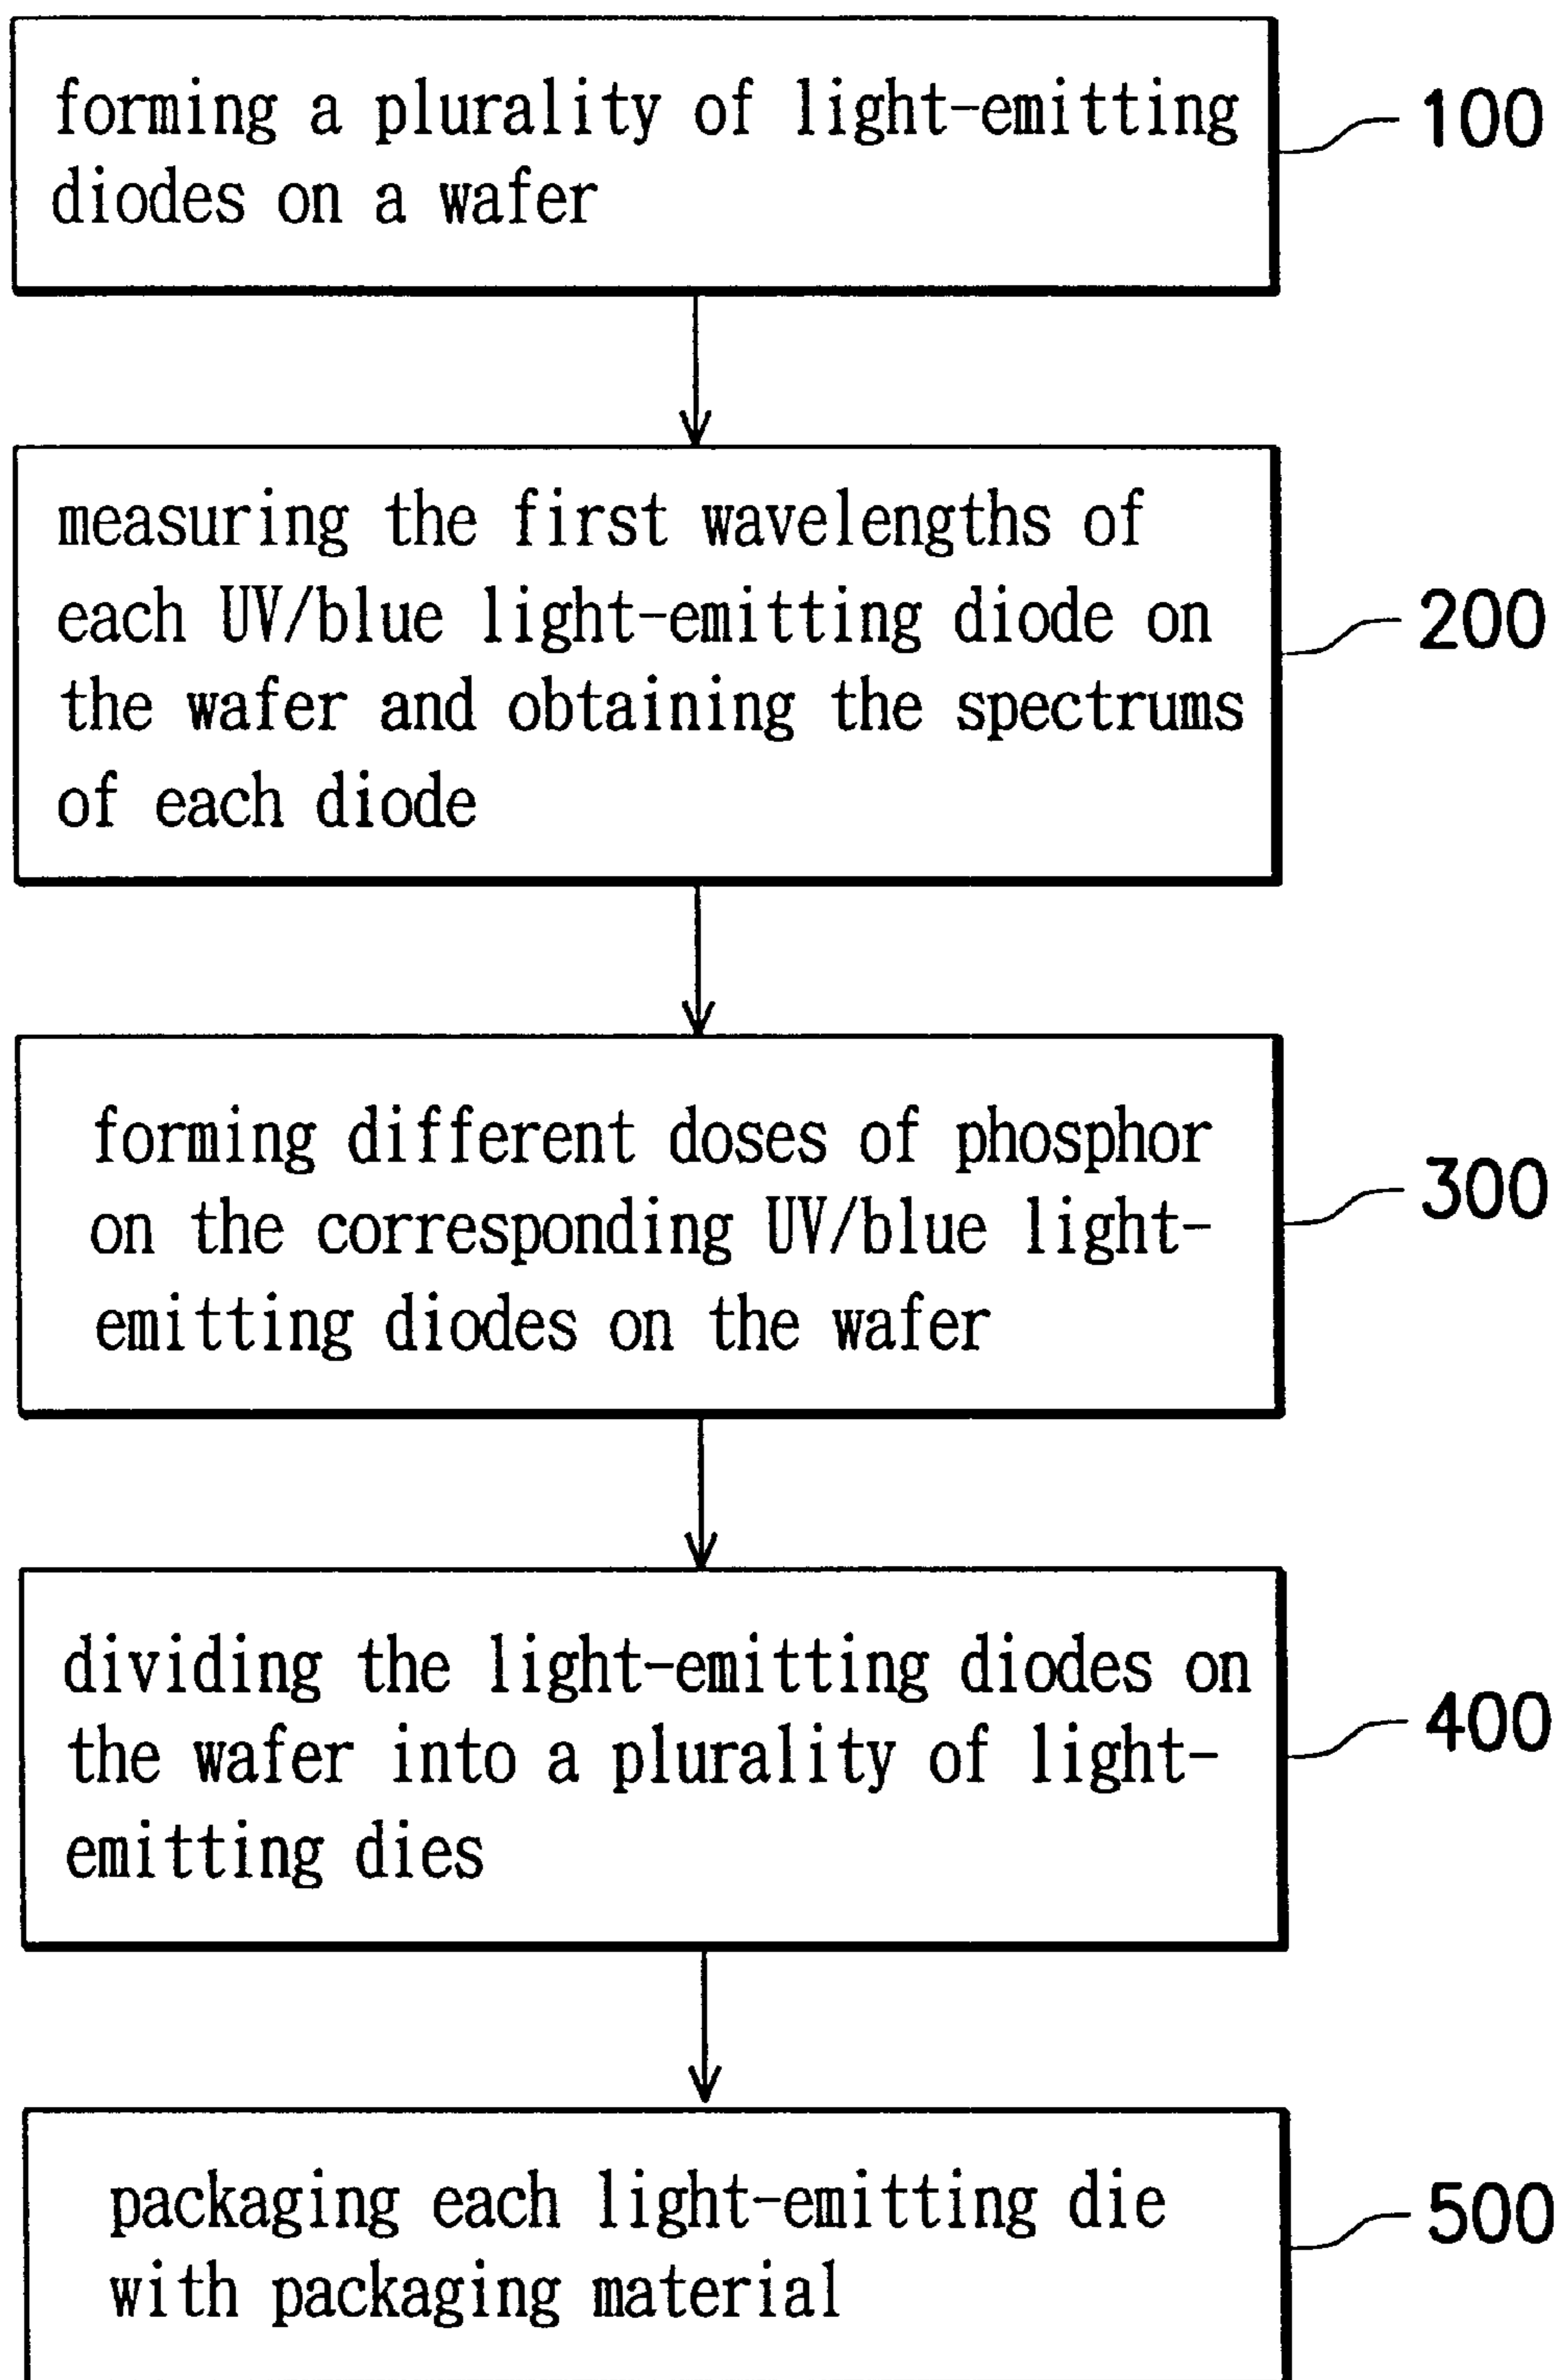 forming a plurality of light-emitting
diodes on a wafer
100
measuring the first wavelengths of
each UV/blue light-emitting diode on
the wafer and obtaining the spectrums
of each diode
200
forming different doses of phosphor
on the corresponding UV/blue light-
emitting diodes on the wafer
300
dividing the light-emitting diodes on
the wafer into a plurality of light-
emitting dies
400
packaging each light-emitting die
with packaging material
500